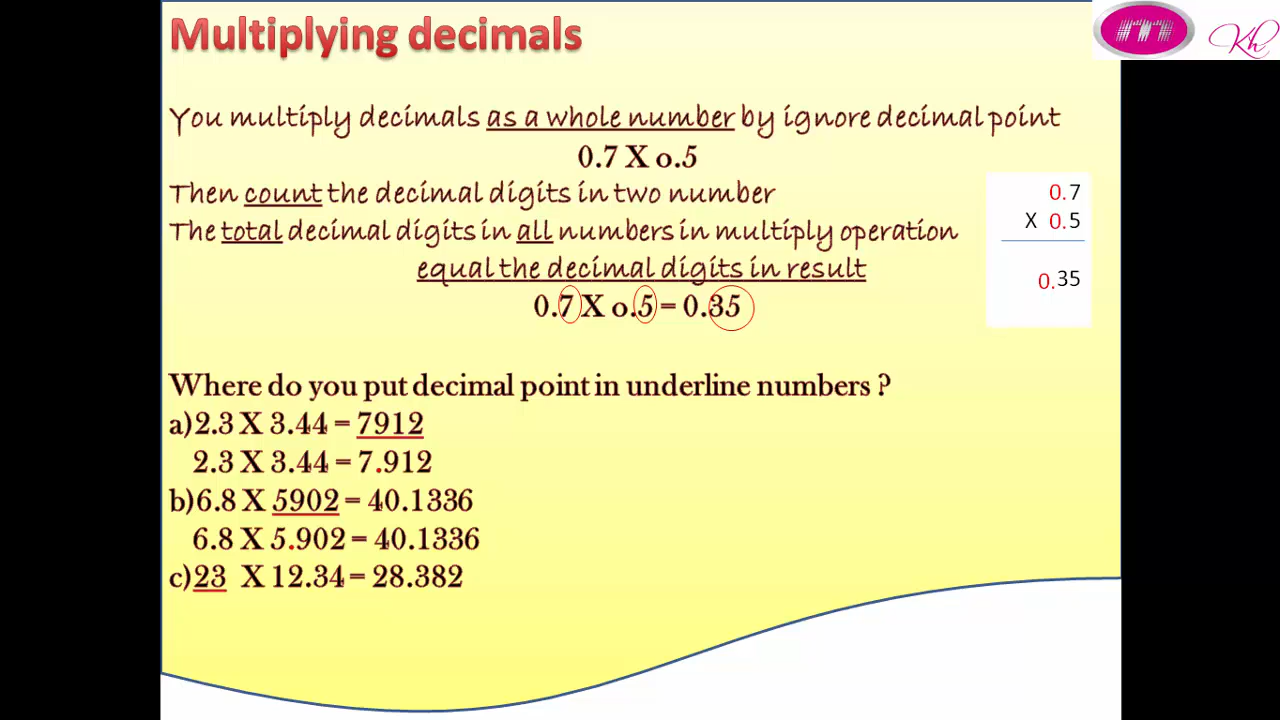 Multiplying decimals
m Kh
You multiply decimals as a whole number by ignore decimal point
0.7 X o.5
Then count the decimal digits in two number
The total decimal digits in all numbers in multiply operation
equal the decimal digits in result
0.7 X o.5 = 0.35
0.7
X 0.5
0.35
Where do you put decimal point in underline numbers ?
a)2.3 X 3.44 = 7912
2.3 X 3.44 = 7.912
b)6.8 X 5902 = 40.1336
6.8 X 5.902 = 40.1336
c)23 X 12.34 = 28.382